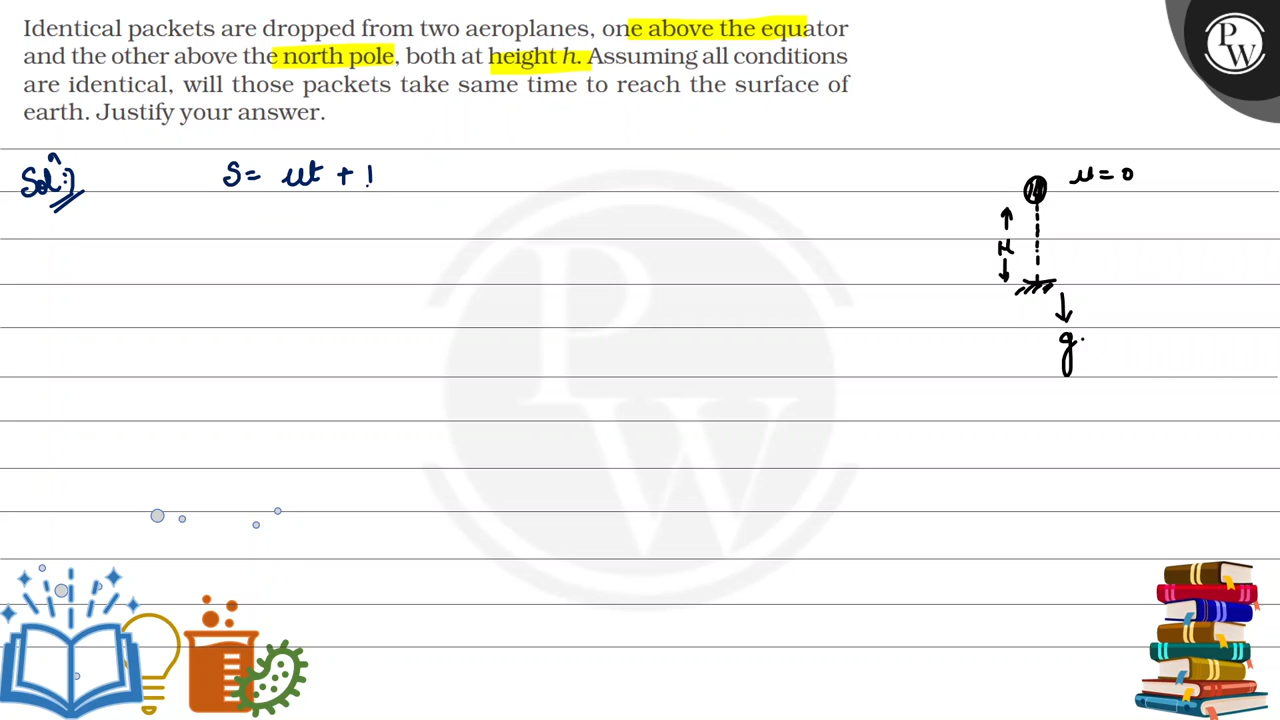 Identical packets are dropped from two aeroplanes, one above the equator
and the other above the north pole, both at height h. Assuming all conditions
are identical, will those packets take same time to reach the surface of
earth. Justify your answer.
Solⁿ:)
S = ut + 1
u = 0
H
g
P
W
P
W